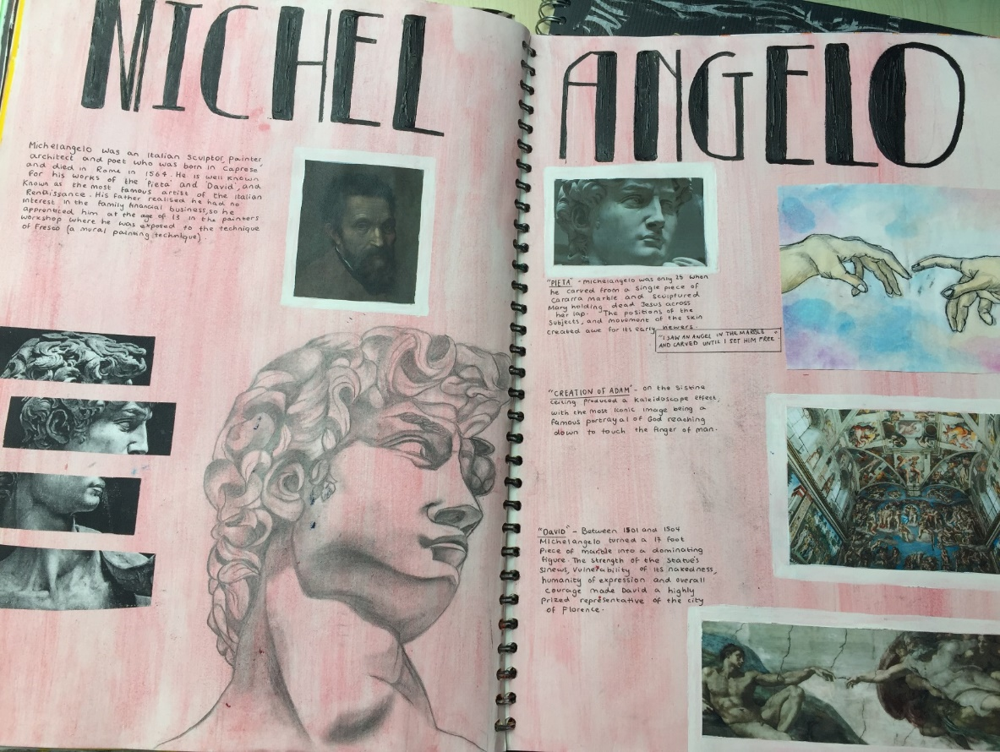 MICHEL
Michelangelo was an Italian sculptor, painter
architect and poet who was born in Caprese
and died in Rome in 1564. He is well known
for his works of the 'Pieta' and 'David', and
Known as the most famous artist of the Italian
Renaissance. His father realised he had no
interest in the family financial business, so he
apprenticed him at the age of 13 in the painters
workshop where he was exposed to the technique
of Fresco (a mural painting technique).
ANGELO
"PIETA" - Michelangelo was only 25 when
he carved from a single piece of
Cararra marble and sculptured
Mary holding dead Jesus across
her lap. The positions of the
subjects, and movement of the skin
created awe for its early viewers.
"I SAW AN ANGEL IN THE MARBLE
AND CARVED UNTIL I SET HIM FREE"
"CREATION OF ADAM" - on the Sistine
ceiling produced a kaleidoscope effect,
with the most iconic image being a
famous portrayal of God reaching
down to touch the finger of man.
"DAVID" - Between 1501 and 1504
Michelangelo turned a 17 foot
Piece of marble into a dominating
figure. The strength of the statue's
sinews, vulnerability of its nakedness,
humanity of expression and overall
courage made David a highly
prized representative of the city
of Florence.